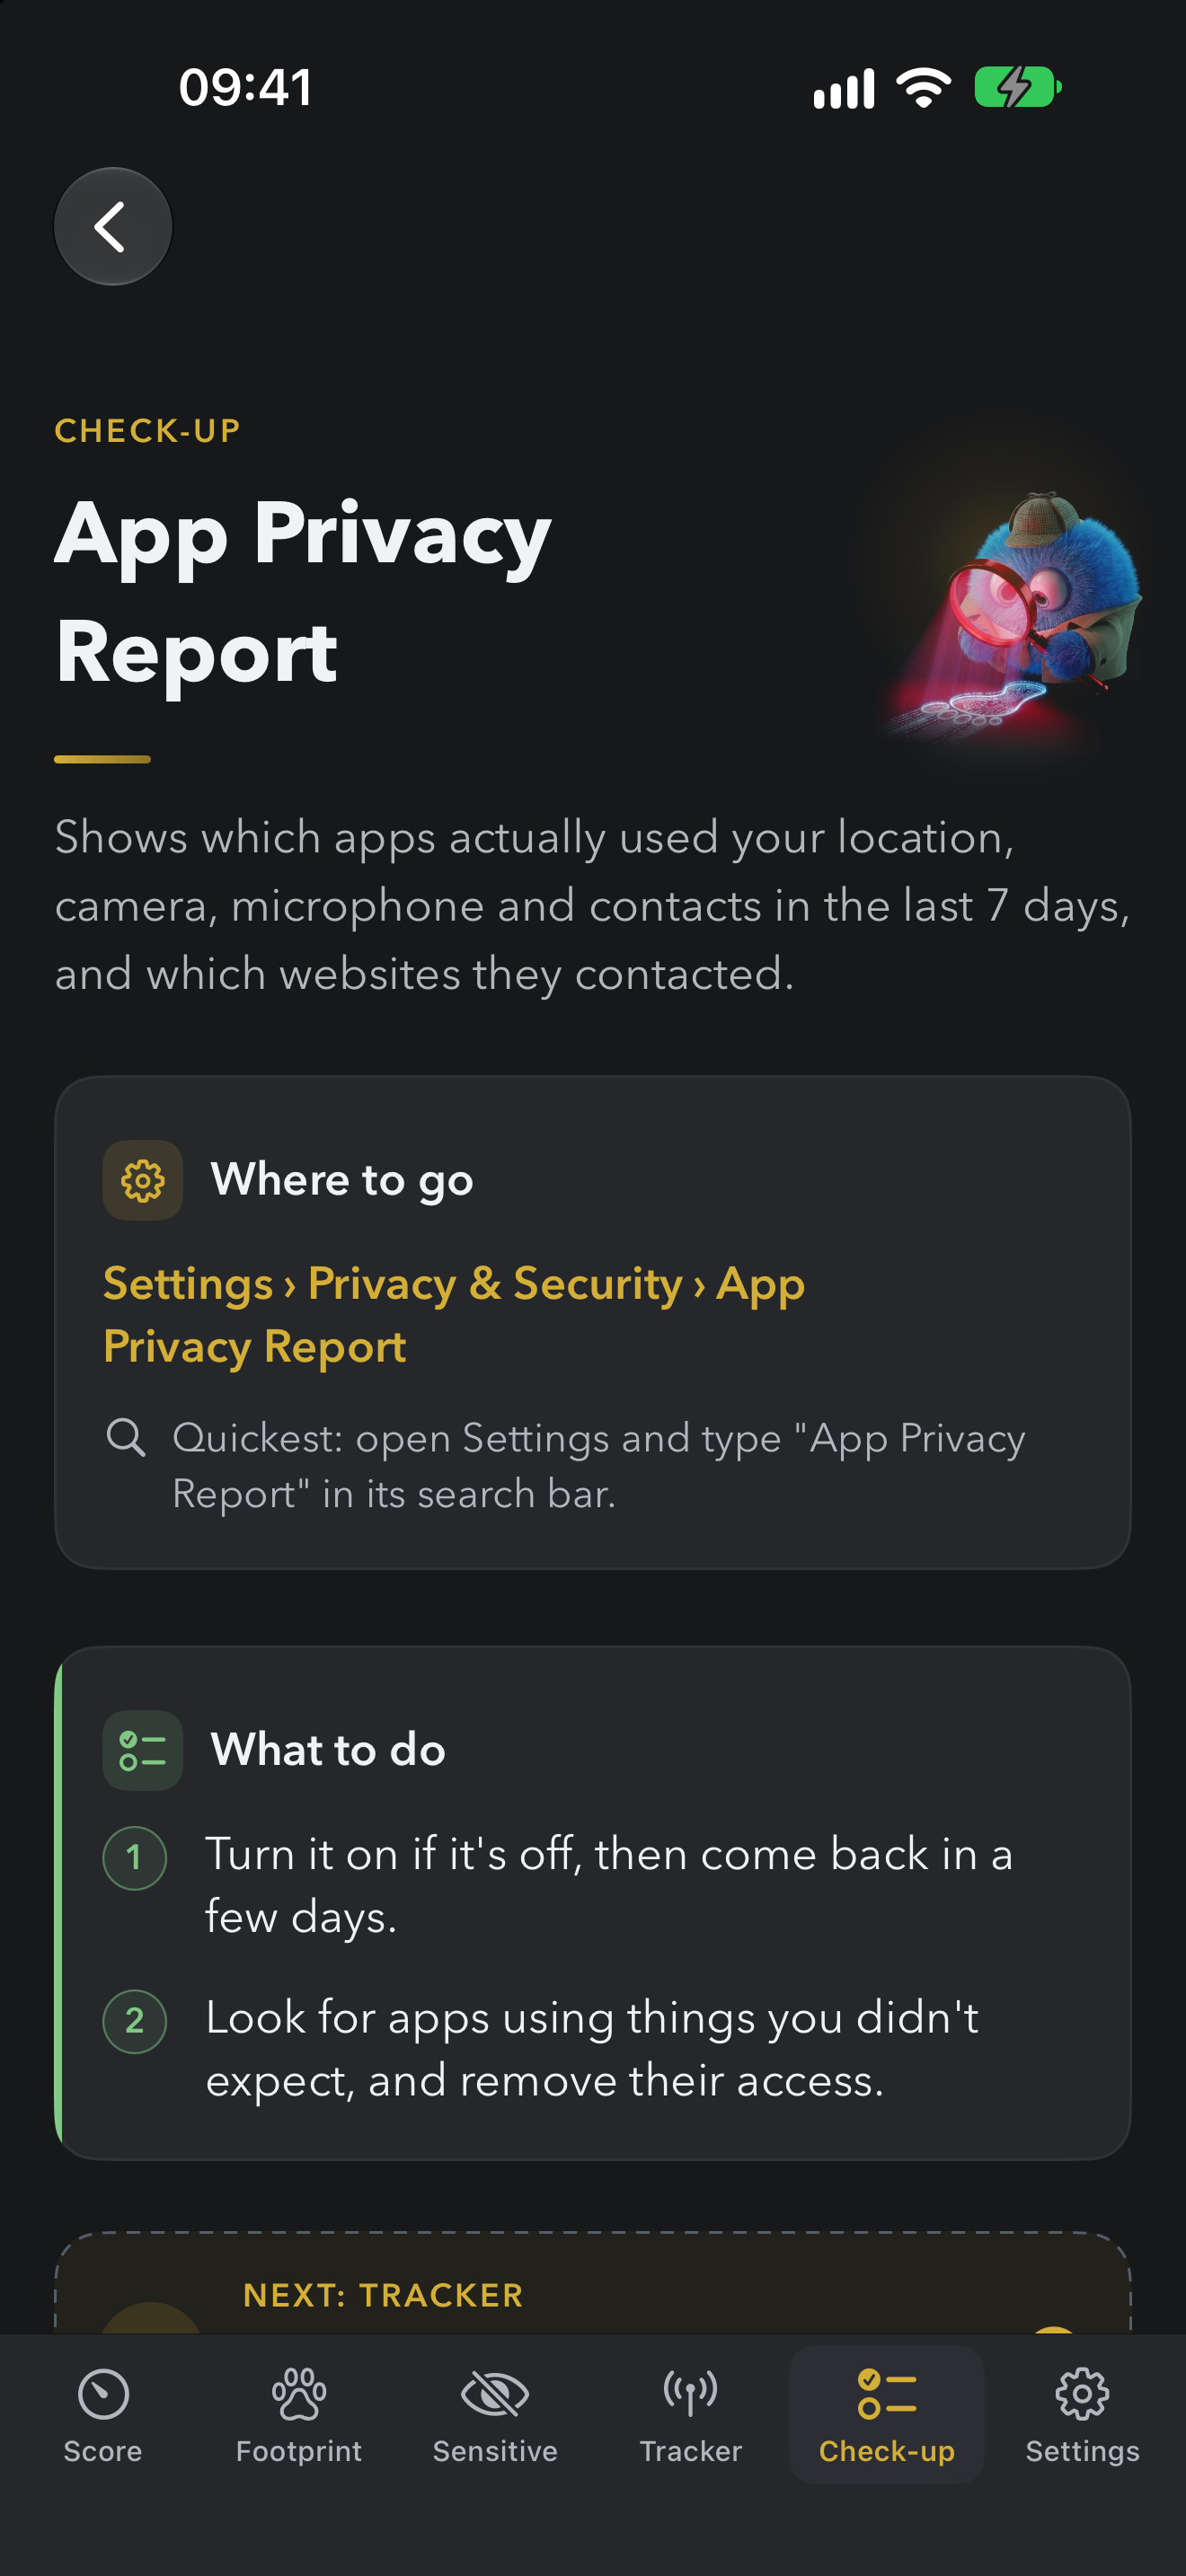 09:41
CHECK-UP
App Privacy
Report
Shows which apps actually used your location,
camera, microphone and contacts in the last 7 days,
and which websites they contacted.
Where to go
Settings › Privacy & Security › App
Privacy Report
Quickest: open Settings and type "App Privacy
Report" in its search bar.
What to do
1 Turn it on if it's off, then come back in a
few days.
2 Look for apps using things you didn't
expect, and remove their access.
NEXT: TRACKER
Score Footprint Sensitive Tracker Check-up Settings